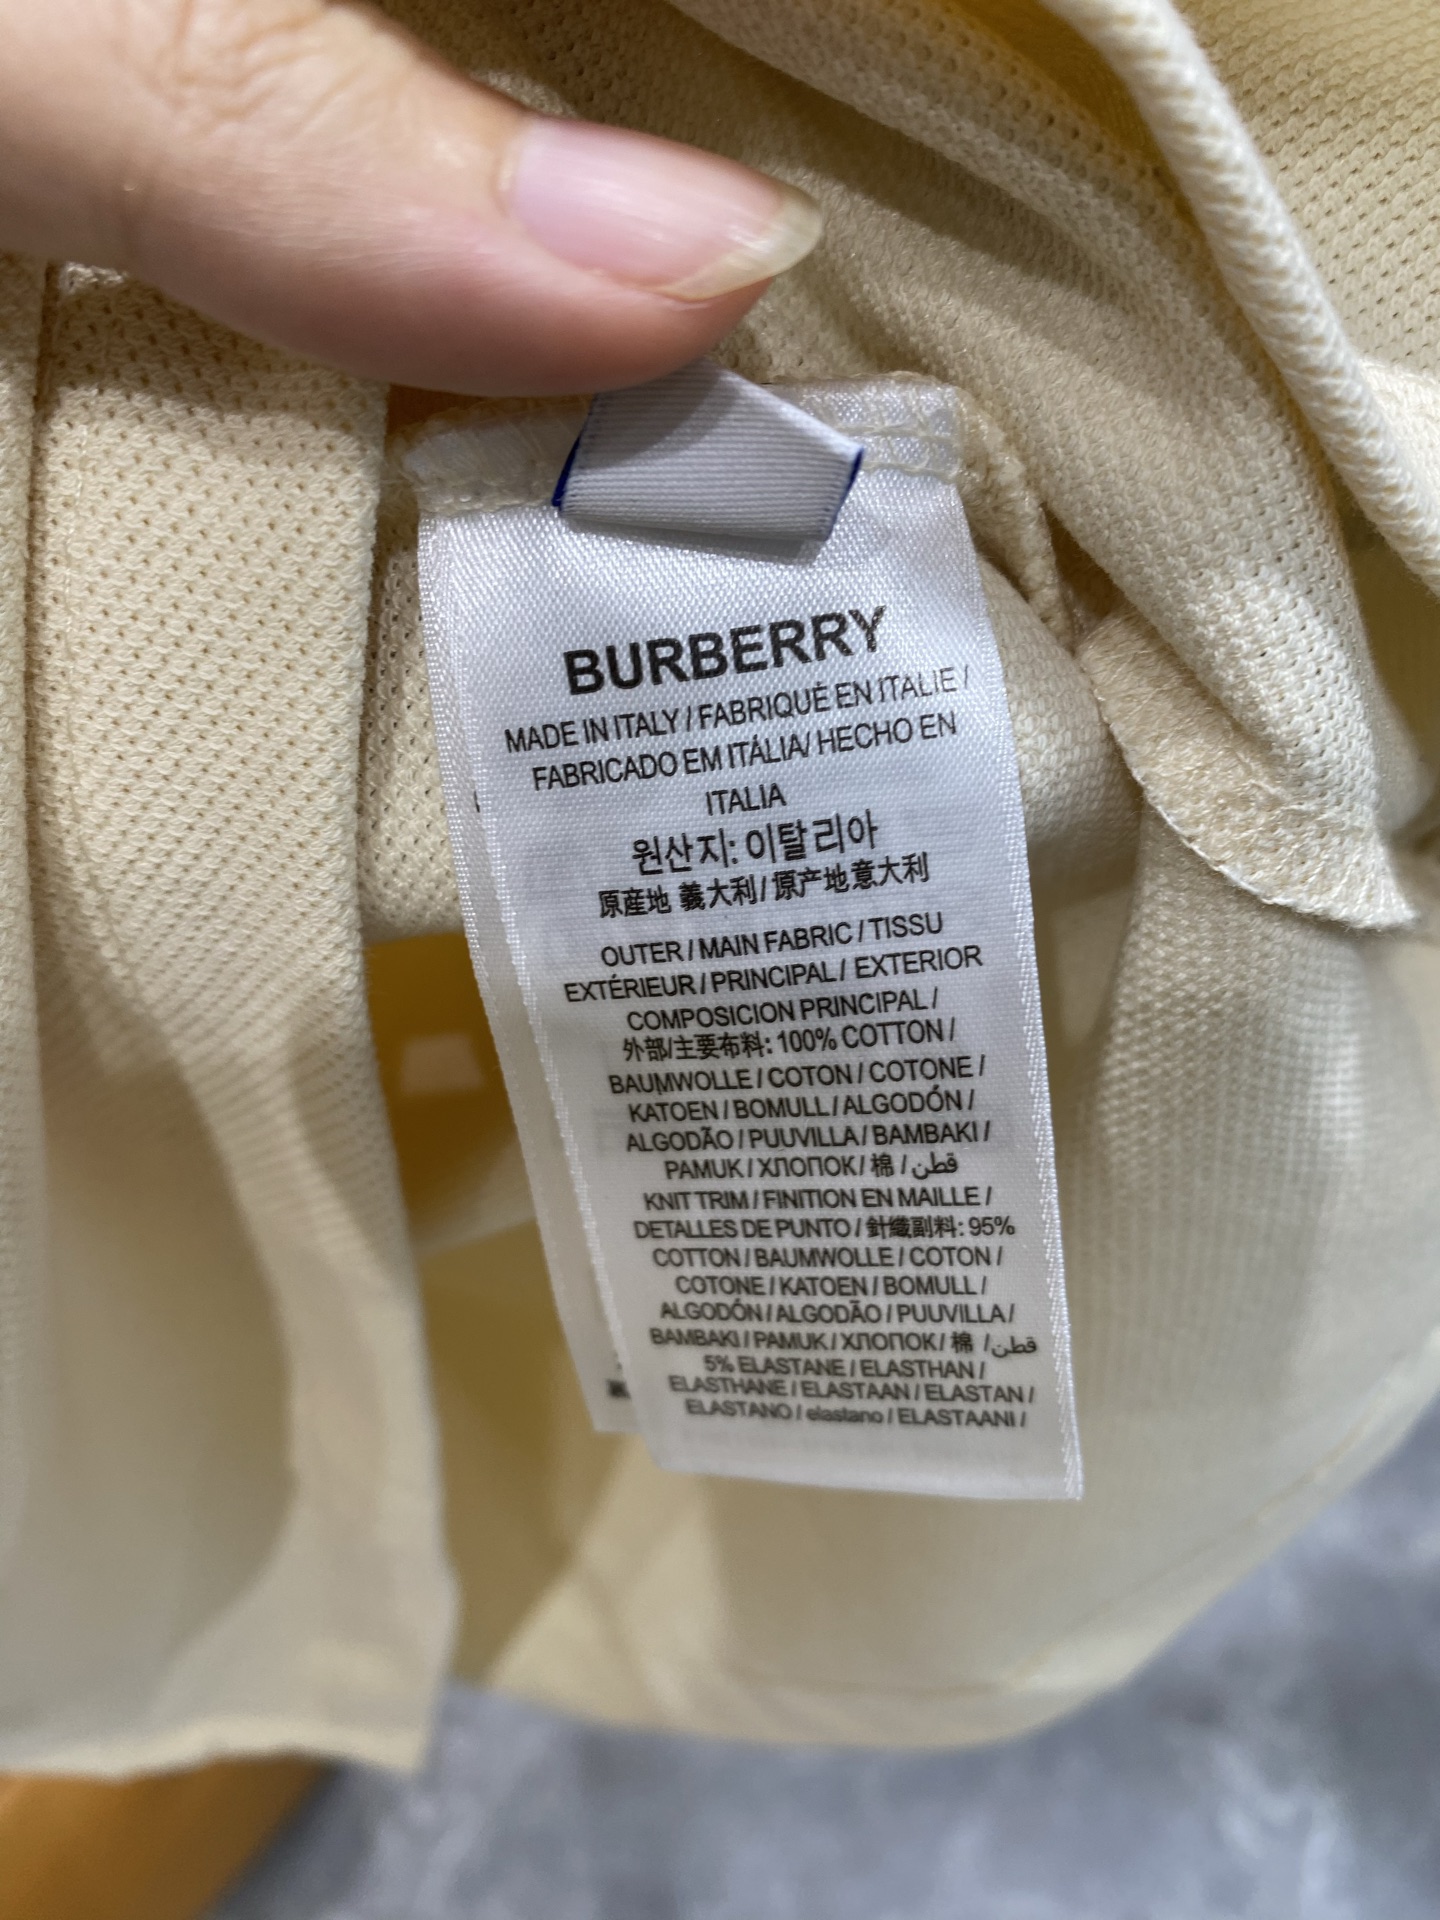 BURBERRY
MADE IN ITALY / FABRIQUÉ EN ITALIE /
FABRICADO EM ITÁLIA/ HECHO EN
ITALIA
원산지: 이탈리아
原産地 義大利 / 原产地意大利
OUTER / MAIN FABRIC / TISSU
EXTÉRIEUR / PRINCIPAL / EXTERIOR
COMPOSICION PRINCIPAL /
外部/主要布料: 100% COTTON /
BAUMWOLLE / COTON / COTONE /
KATOEN / BOMULL / ALGODÓN /
ALGODÃO / PUUVILLA / BAMBAKI /
PAMUK / ХЛОПОК / 棉 / قطن
KNIT TRIM / FINITION EN MAILLE /
DETALLES DE PUNTO / 針織副料: 95%
COTTON / BAUMWOLLE / COTON /
COTONE / KATOEN / BOMULL /
ALGODÓN / ALGODÃO / PUUVILLA /
BAMBAKI / PAMUK / ХЛОПОК / 棉 / قطن
5% ELASTANE / ELASTHAN /
ELASTHANE / ELASTAAN / ELASTAN /
ELASTANO / elastano / ELASTAANI /